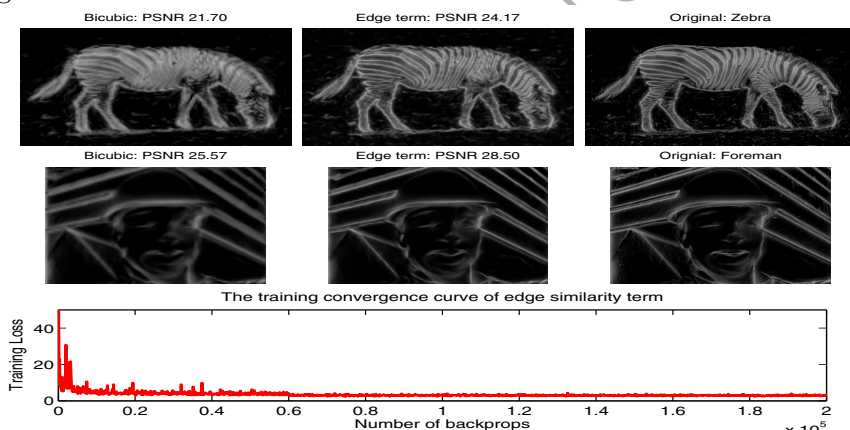 Bicubic: PSNR 21.70
Edge term: PSNR 24.17
Original: Zebra
Bicubic: PSNR 25.57
Edge term: PSNR 28.50
Orignial: Foreman
The training convergence curve of edge similarity term
Training Loss
40
20
0
0 0.2 0.4 0.6 0.8 1 1.2 1.4 1.6 1.8 2
Number of backprops
× 10^5